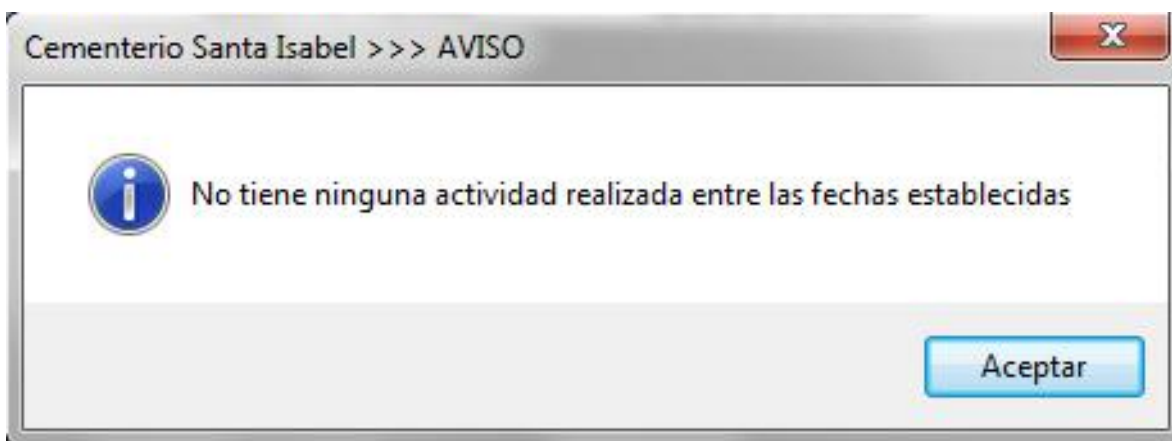 Cementerio Santa Isabel >>> AVISO
No tiene ninguna actividad realizada entre las fechas establecidas
Aceptar